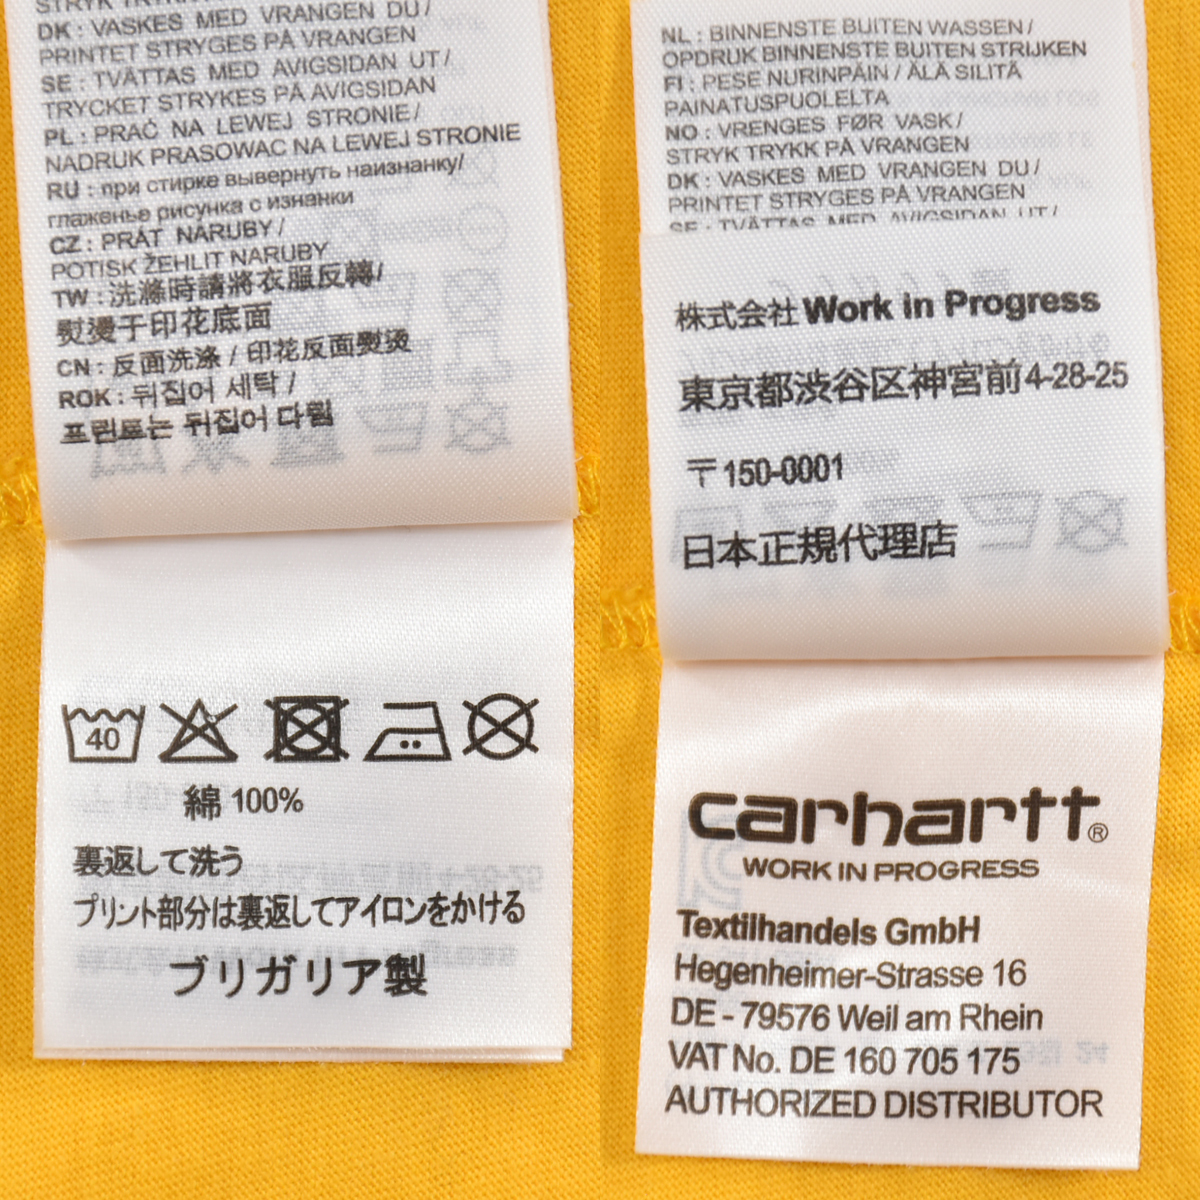 DK : VASKES MED VRANGEN DU /
PRINTET STRYGES PÅ VRANGEN
SE : TVÄTTAS MED AVIGSIDAN UT /
TRYCKET STRYKES PÅ AVIGSIDAN
PL : PRAĆ NA LEWEJ STRONIE /
NADRUK PRASOWAC NA LEWEJ STRONIE
RU : при стирке вывернуть наизнанку/
глаженье рисунка с изнанки
CZ : PRÁT NARUBY /
POTISK ŽEHLIT NARUBY
TW : 洗滌時請將衣服反轉/
熨燙于印花底面
CN : 反面洗涤 / 印花反面熨烫
ROK : 뒤집어 세탁 /
프린트는 뒤집어 다림
40
綿 100%
裏返して洗う
プリント部分は裏返してアイロンをかける
ブリガリア製
NL : BINNENSTE BUITEN WASSEN /
OPDRUK BINNENSTE BUITEN STRIJKEN
FI : PESE NURINPÄIN / ÄLÄ SILITÄ
PAINATUSPUOLELTA
NO : VRENGES FØR VASK /
STRYK TRYKK PÅ VRANGEN
DK : VASKES MED VRANGEN DU /
PRINTET STRYGES PÅ VRANGEN
SE : TVÄTTAS MED AVIGSIDAN UT /
株式会社 Work in Progress
東京都渋谷区神宮前4-28-25
〒150-0001
日本正規代理店
carhartt®
WORK IN PROGRESS
Textilhandels GmbH
Hegenheimer-Strasse 16
DE - 79576 Weil am Rhein
VAT No. DE 160 705 175
AUTHORIZED DISTRIBUTOR